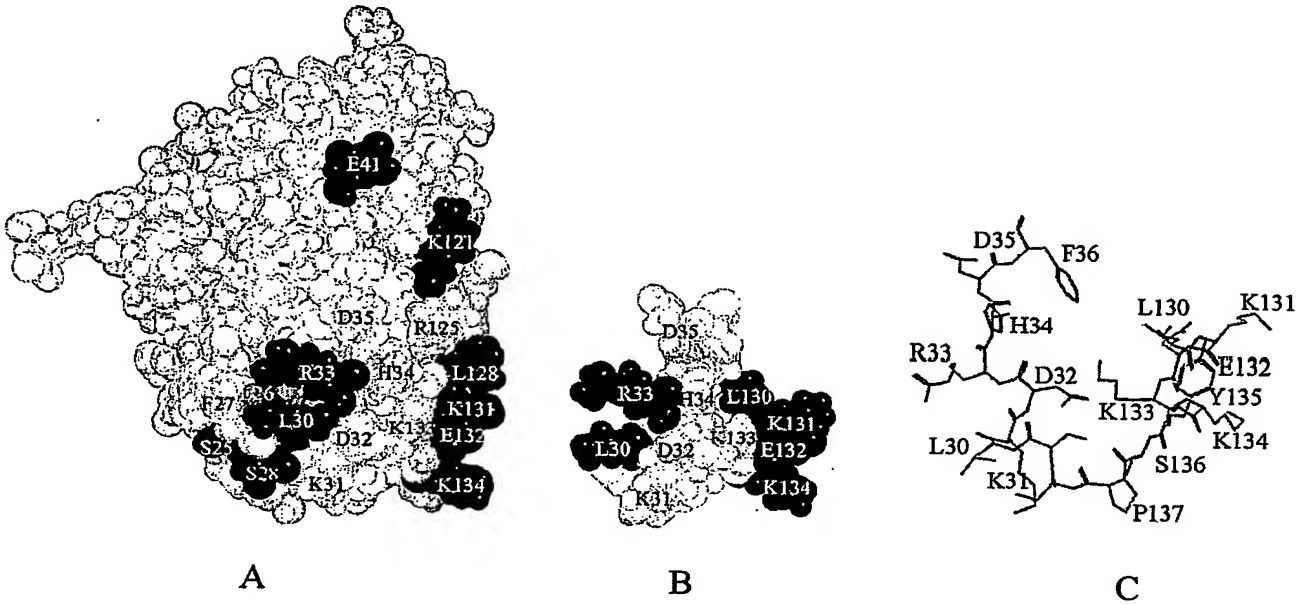 E41
K121
D35
R125
R33
H34
L128
F27
L30
K131
D32
K133
E132
S25
S28
K31
K134
A
D35
R33
H34
L130
K131
L30
D32
K133
E132
K31
K134
B
D35
F36
L130
K131
H34
R33
E132
D32
Y135
K133
K134
L30
S136
K31
P137
C